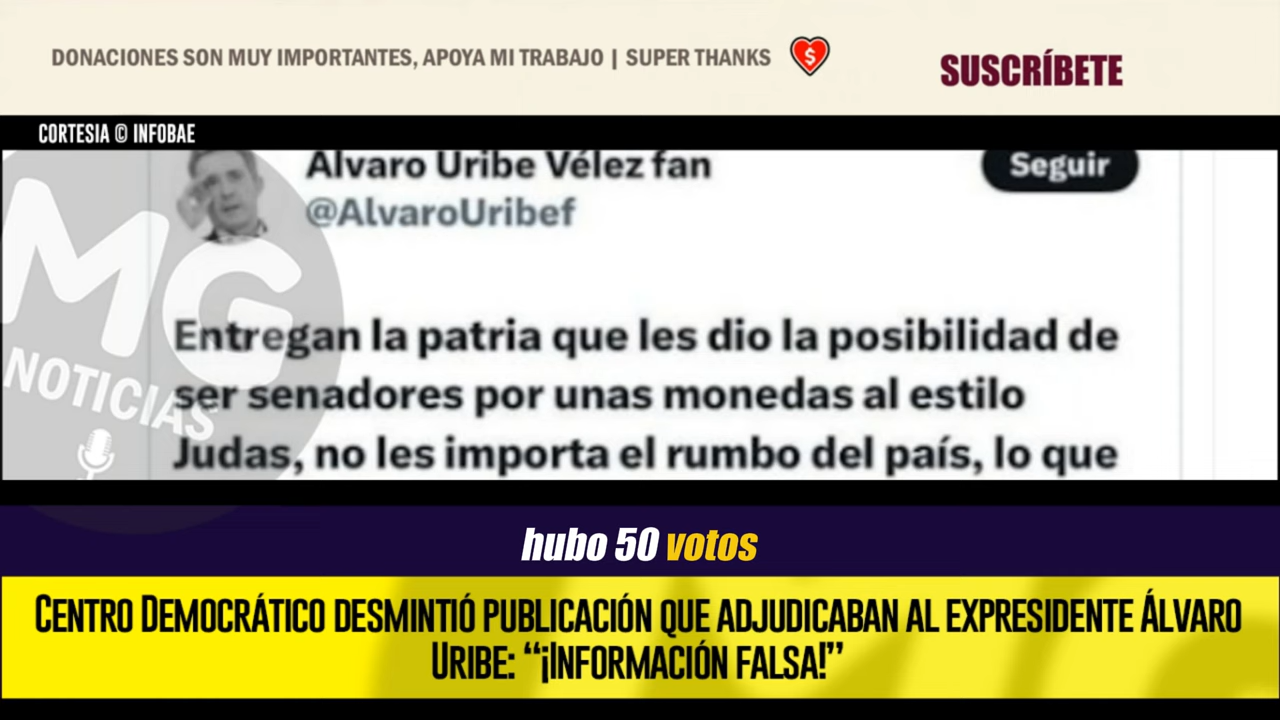 DONACIONES SON MUY IMPORTANTES, APOYA MI TRABAJO | SUPER THANKS
$
SUSCRÍBETE
CORTESIA © INFOBAE
Alvaro Uribe Vélez fan
Seguir
@AlvaroUribef
MG
NOTICIAS
Entregan la patria que les dio la posibilidad de
ser senadores por unas monedas al estilo
Judas, no les importa el rumbo del país, lo que
hubo 50 votos
CENTRO DEMOCRÁTICO DESMINTIÓ PUBLICACIÓN QUE ADJUDICABAN AL EXPRESIDENTE ÁLVARO
URIBE: “¡INFORMACIÓN FALSA!”